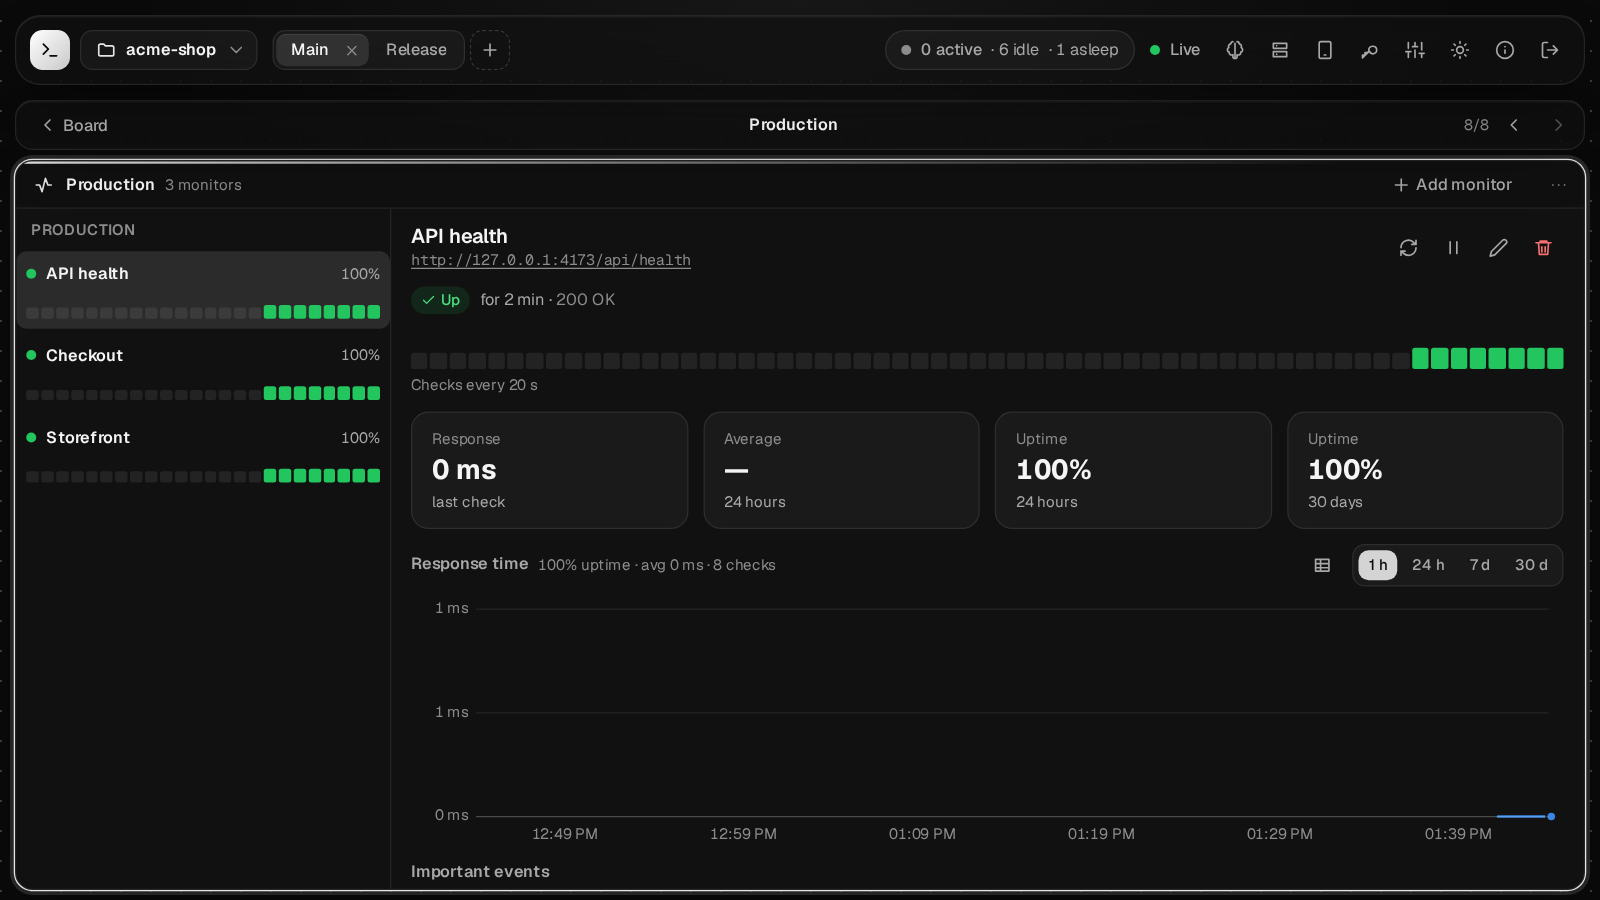 acme-shop
Main
Release
0 active · 6 idle · 1 asleep
Live
Board
Production
8/8
Production 3 monitors
Add monitor
PRODUCTION
API health 100%
Checkout 100%
Storefront 100%
API health
http://127.0.0.1:4173/api/health
Up for 2 min · 200 OK
Checks every 20 s
Response
0 ms
last check
Average
—
24 hours
Uptime
100%
24 hours
Uptime
100%
30 days
Response time 100% uptime · avg 0 ms · 8 checks
1 h 24 h 7 d 30 d
1 ms
1 ms
0 ms
12:49 PM 12:59 PM 01:09 PM 01:19 PM 01:29 PM 01:39 PM
Important events